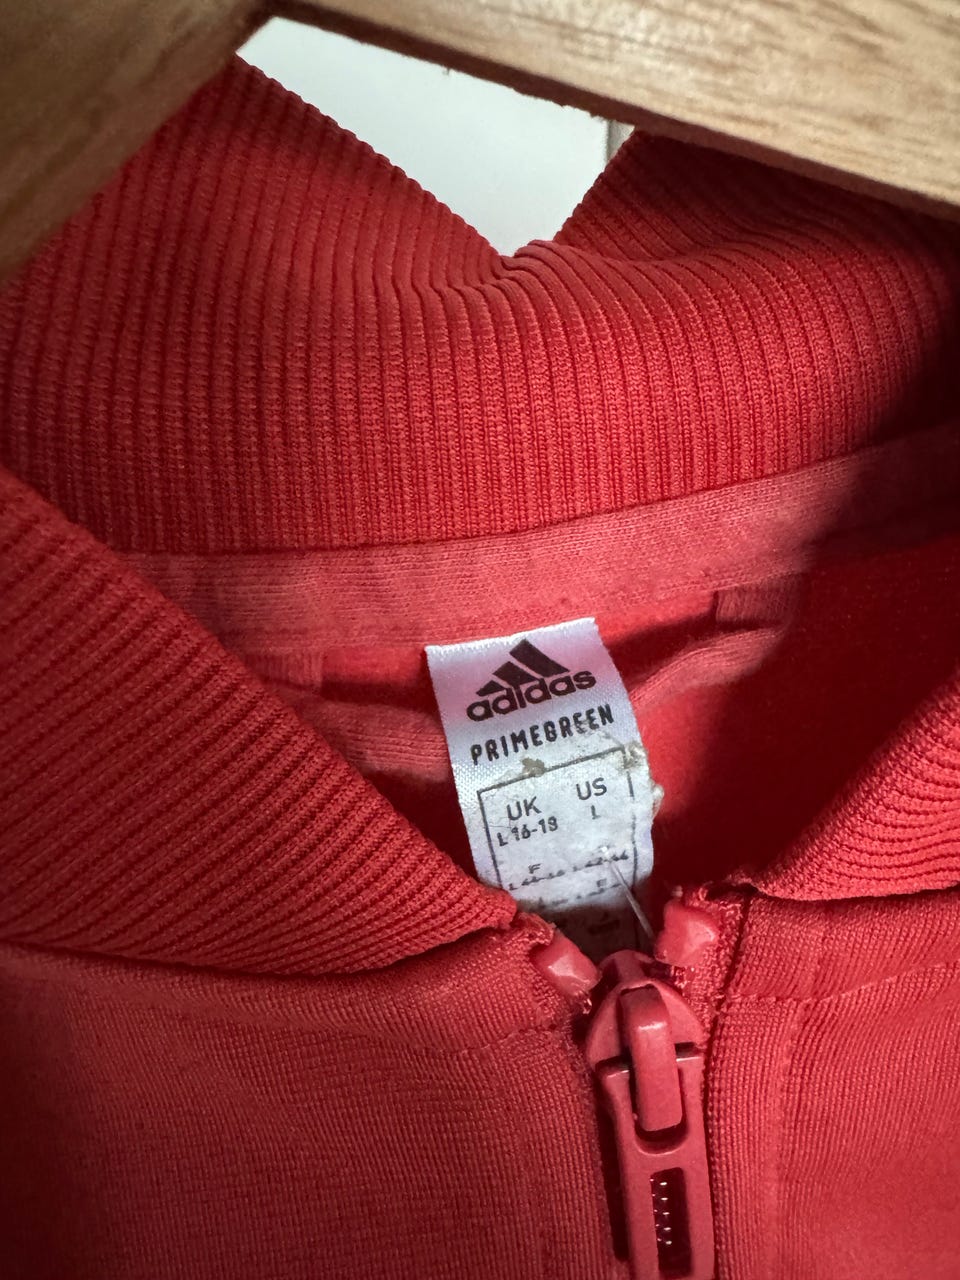 adidas
PRIMEGREEN
UK US
L 16-18 L
F